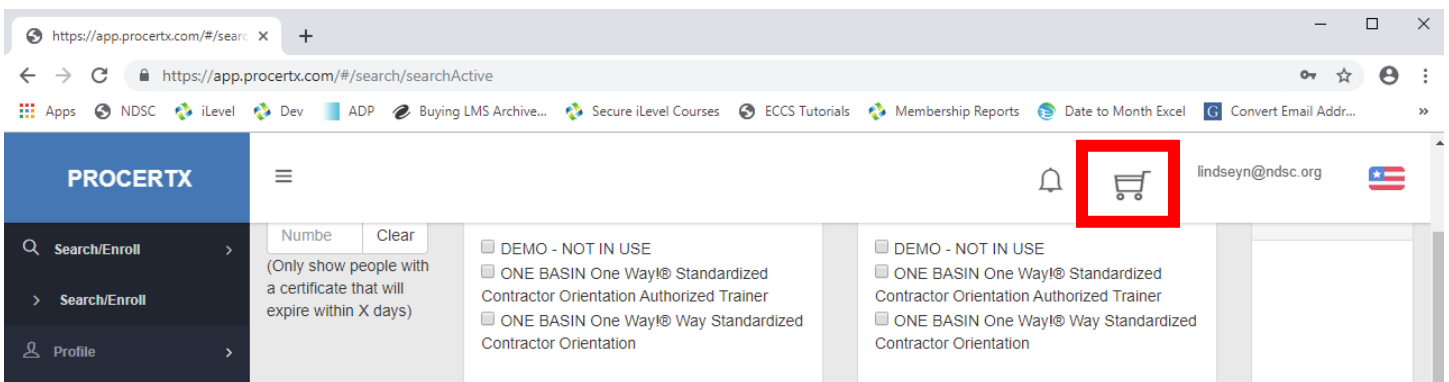 https://app.procertx.com/#/searc
https://app.procertx.com/#/search/searchActive
Apps NDSC iLevel Dev ADP Buying LMS Archive... Secure iLevel Courses ECCS Tutorials Membership Reports Date to Month Excel G Convert Email Addr... »
PROCERTX
lindseyn@ndsc.org
Search/Enroll
Search/Enroll
Profile
Numbe Clear
(Only show people with
a certificate that will
expire within X days)
DEMO - NOT IN USE
ONE BASIN One Way!® Standardized
Contractor Orientation Authorized Trainer
ONE BASIN One Way!® Way Standardized
Contractor Orientation
DEMO - NOT IN USE
ONE BASIN One Way!® Standardized
Contractor Orientation Authorized Trainer
ONE BASIN One Way!® Way Standardized
Contractor Orientation